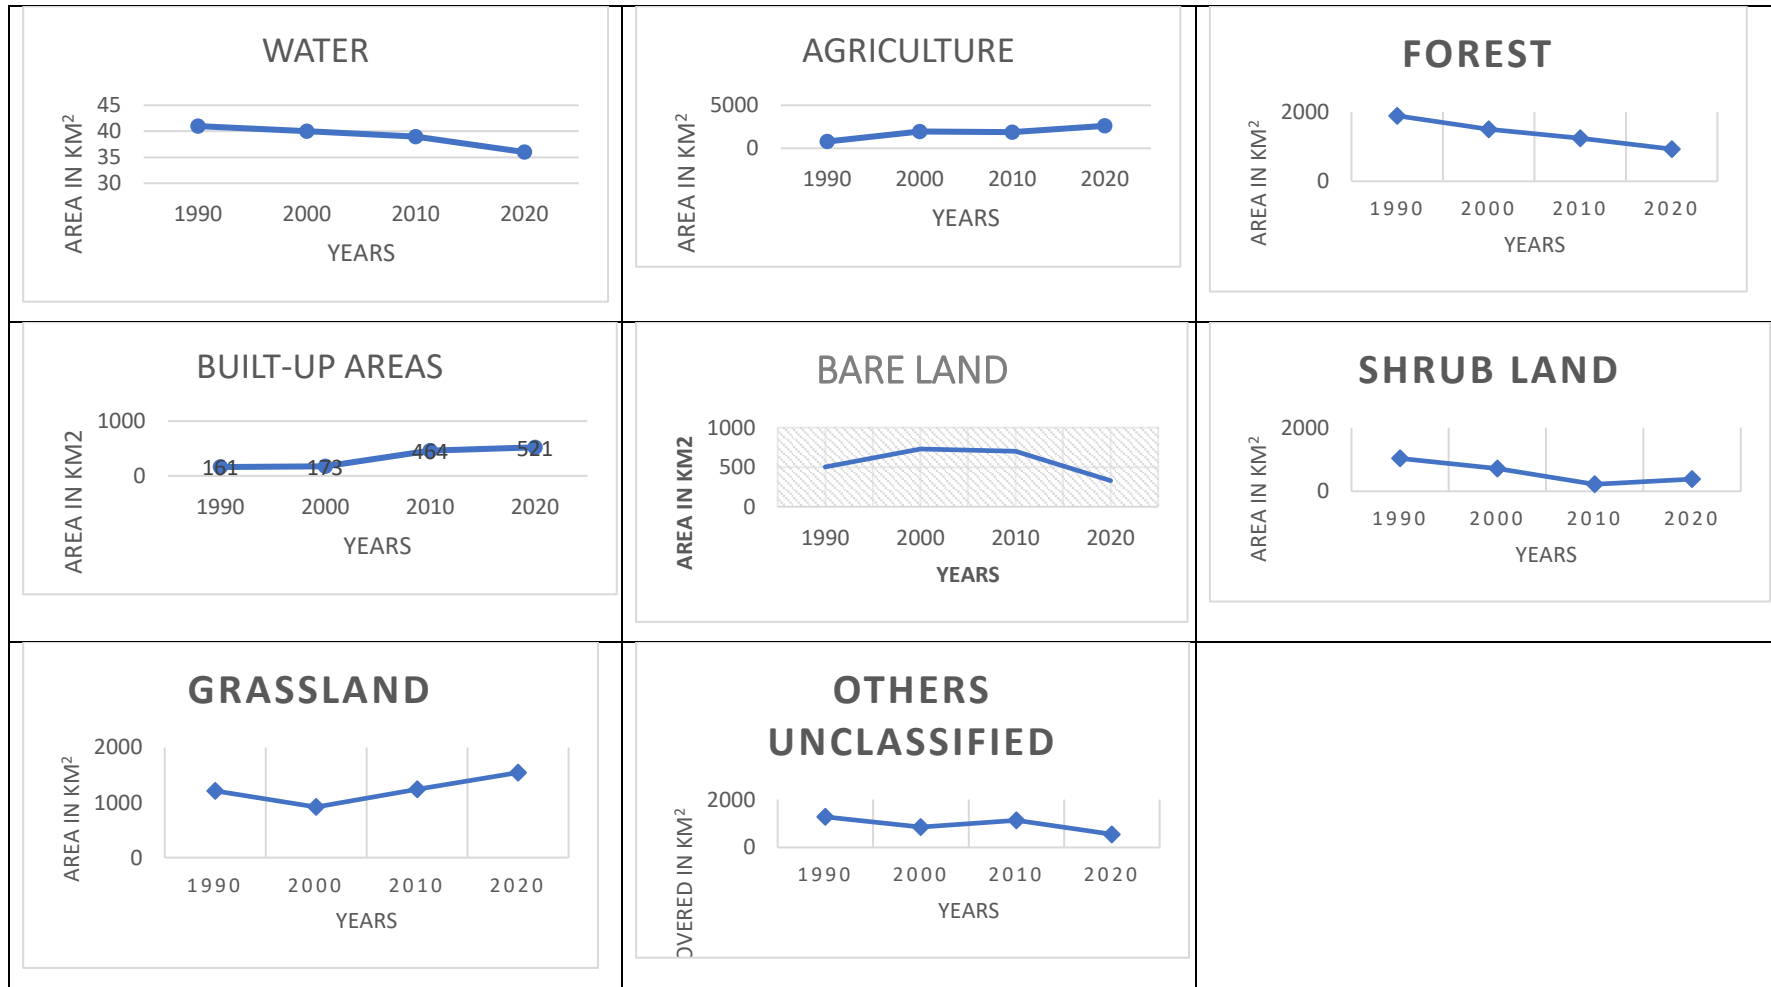 WATER
AREA IN KM²
45
40
35
30
1990 2000 2010 2020
YEARS
AGRICULTURE
AREA IN KM²
5000
0
1990 2000 2010 2020
YEARS
FOREST
AREA IN KM²
2000
0
1990 2000 2010 2020
YEARS
BUILT-UP AREAS
AREA IN KM2
1000
0
161 173 464 521
1990 2000 2010 2020
YEARS
BARE LAND
AREA IN KM2
1000
500
0
1990 2000 2010 2020
YEARS
SHRUB LAND
AREA IN KM²
2000
0
1990 2000 2010 2020
YEARS
GRASSLAND
AREA IN KM²
2000
1000
0
1990 2000 2010 2020
YEARS
OTHERS
UNCLASSIFIED
OVERED IN KM²
2000
0
1990 2000 2010 2020
YEARS